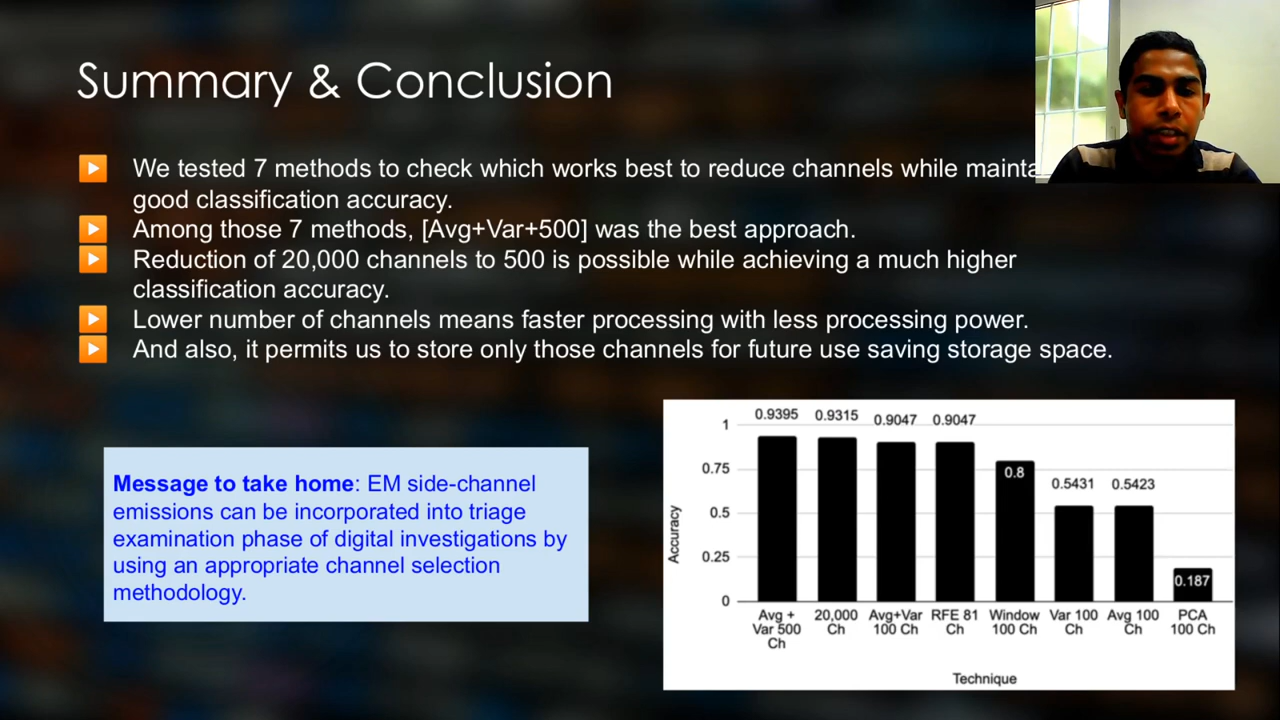 Summary & Conclusion
We tested 7 methods to check which works best to reduce channels while
good classification accuracy.
Among those 7 methods, [Avg+Var+500] was the best approach.
Reduction of 20,000 channels to 500 is possible while achieving a much higher
classification accuracy.
Lower number of channels means faster processing with less processing power.
And also, it permits us to store only those channels for future use saving storage space.
Message to take home: EM side-channel
emissions can be incorporated into triage
examination phase of digital investigations by
using an appropriate channel selection
methodology.
0.9395 0.9315 0.9047 0.9047
1
0.75
0.8
0.5431 0.5423
0.5
0.25
0.187
0
Accuracy
Avg + 20,000 Avg+Var RFE 81 Window Var 100 Avg 100 PCA
Var 500 Ch 100 Ch Ch 100 Ch Ch Ch 100 Ch
Ch
Technique